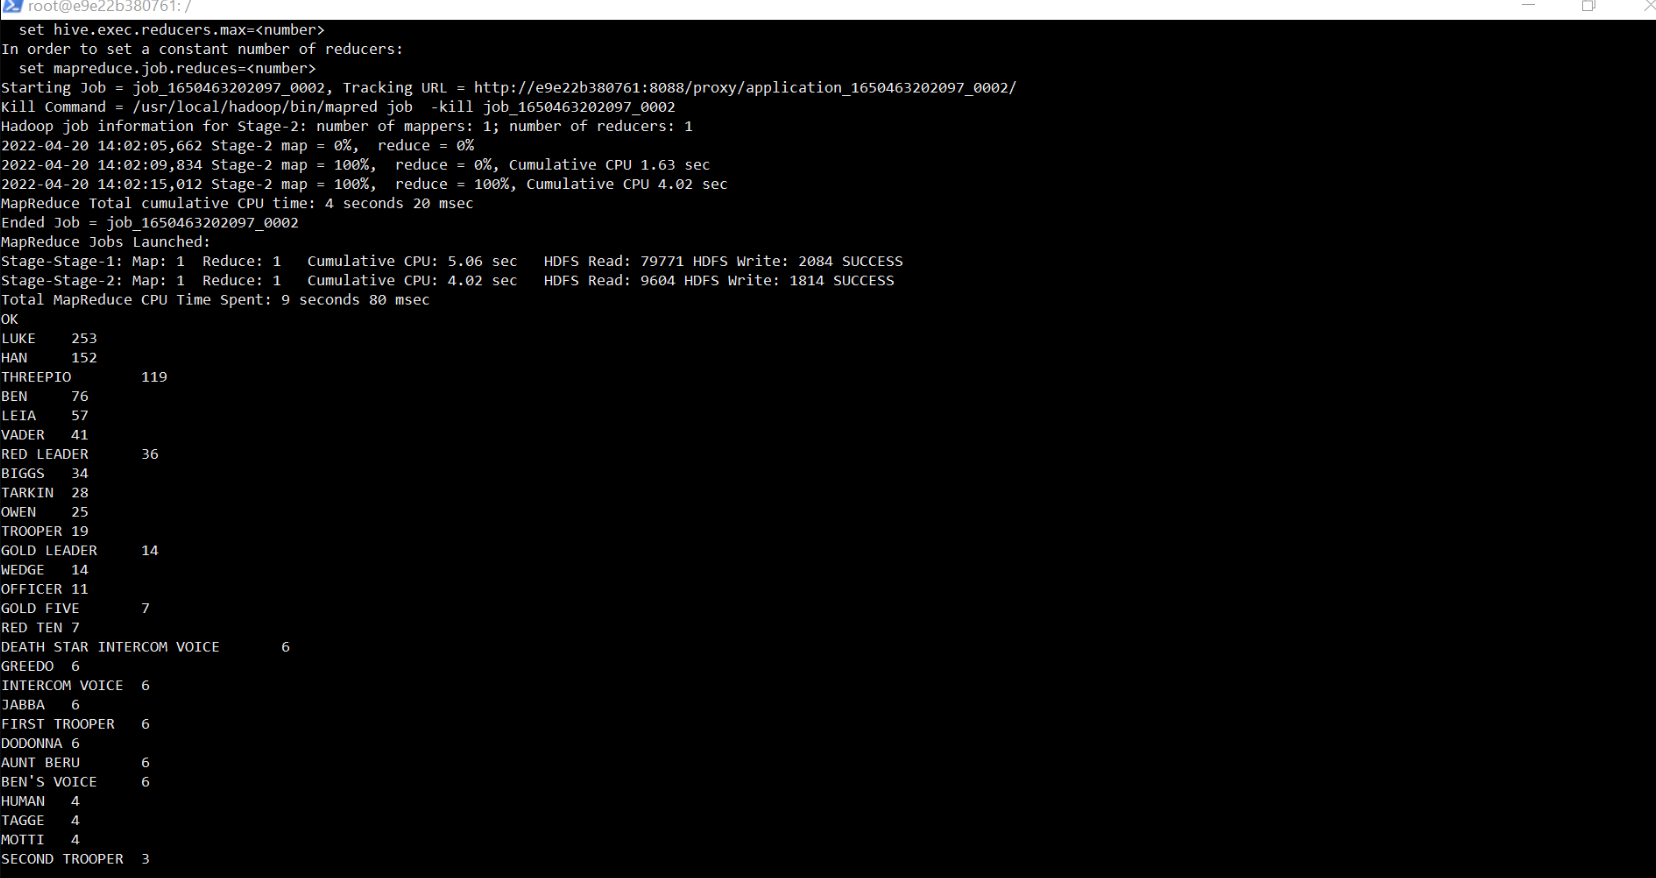 root@e9e22b380761: /
  set hive.exec.reducers.max=<number>
In order to set a constant number of reducers:
  set mapreduce.job.reduces=<number>
Starting Job = job_1650463202097_0002, Tracking URL = http://e9e22b380761:8088/proxy/application_1650463202097_0002/
Kill Command = /usr/local/hadoop/bin/mapred job  -kill job_1650463202097_0002
Hadoop job information for Stage-2: number of mappers: 1; number of reducers: 1
2022-04-20 14:02:05,662 Stage-2 map = 0%,  reduce = 0%
2022-04-20 14:02:09,834 Stage-2 map = 100%,  reduce = 0%, Cumulative CPU 1.63 sec
2022-04-20 14:02:15,012 Stage-2 map = 100%,  reduce = 100%, Cumulative CPU 4.02 sec
MapReduce Total cumulative CPU time: 4 seconds 20 msec
Ended Job = job_1650463202097_0002
MapReduce Jobs Launched:
Stage-Stage-1: Map: 1  Reduce: 1   Cumulative CPU: 5.06 sec   HDFS Read: 79771 HDFS Write: 2084 SUCCESS
Stage-Stage-2: Map: 1  Reduce: 1   Cumulative CPU: 4.02 sec   HDFS Read: 9604 HDFS Write: 1814 SUCCESS
Total MapReduce CPU Time Spent: 9 seconds 80 msec
OK
LUKE    253
HAN     152
THREEPIO        119
BEN     76
LEIA    57
VADER   41
RED LEADER      36
BIGGS   34
TARKIN  28
OWEN    25
TROOPER 19
GOLD LEADER     14
WEDGE   14
OFFICER 11
GOLD FIVE       7
RED TEN 7
DEATH STAR INTERCOM VOICE       6
GREEDO  6
INTERCOM VOICE  6
JABBA   6
FIRST TROOPER   6
DODONNA 6
AUNT BERU       6
BEN'S VOICE     6
HUMAN   4
TAGGE   4
MOTTI   4
SECOND TROOPER  3